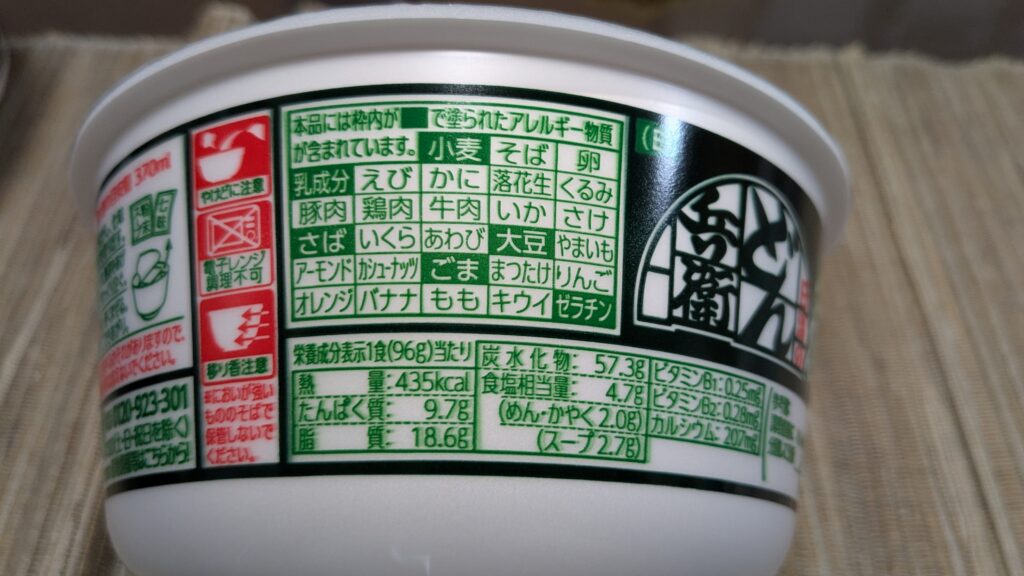 370ml
やけどに注意
電子レンジ
調理不可
移り香注意
においが強い
もののそばで
保管しないで
ください。
0120-923-301
本品には枠内が で塗られたアレルギー物質
が含まれています。 小麦 そば 卵
乳成分 えび かに 落花生 くるみ
豚肉 鶏肉 牛肉 いか さけ
さば いくら あわび 大豆 やまいも
アーモンド カシューナッツ ごま まつたけ りんご
オレンジ バナナ もも キウイ ゼラチン
栄養成分表示1食(96g)当たり
熱量: 435kcal
たんぱく質: 9.7g
脂質: 18.6g
炭水化物: 57.3g
食塩相当量: 4.7g
(めん・かやく2.0g)
(スープ2.7g)
ビタミンB1: 0.25mg
ビタミンB2: 0.28mg
カルシウム: 207mg
どん
兵衛